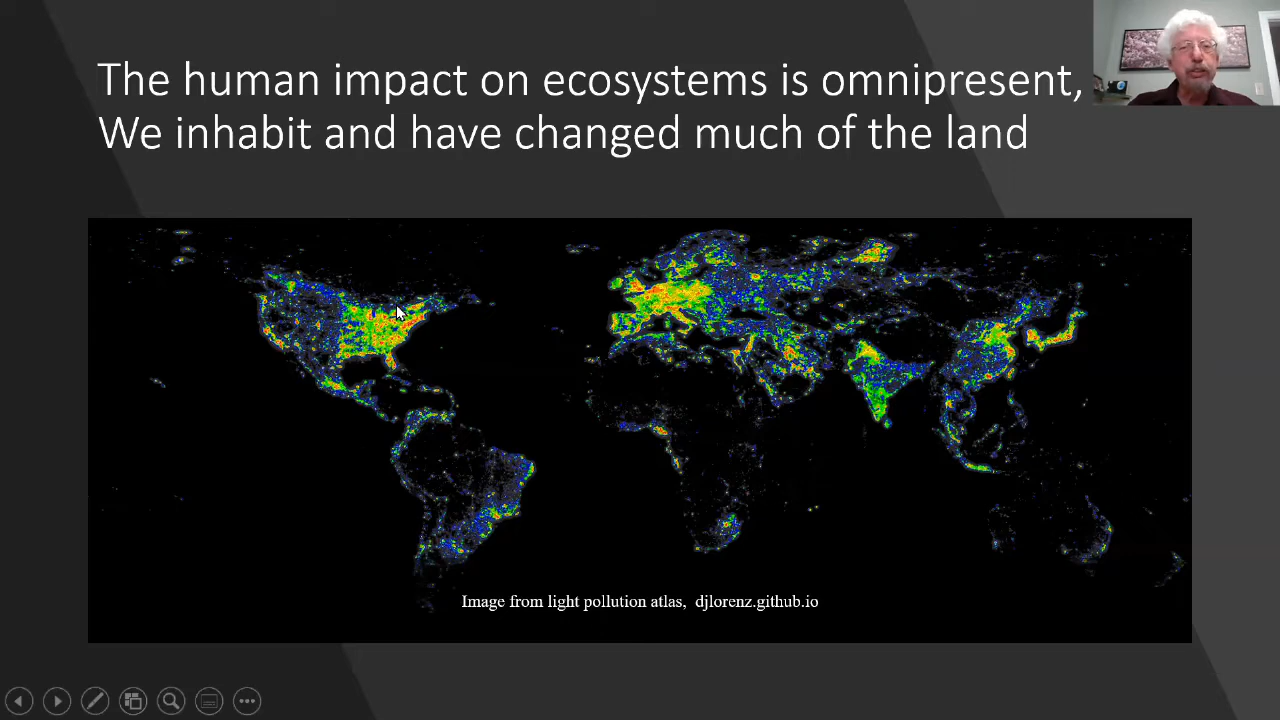 The human impact on ecosystems is omnipresent,
We inhabit and have changed much of the land
Image from light pollution atlas,  djlorenz.github.io